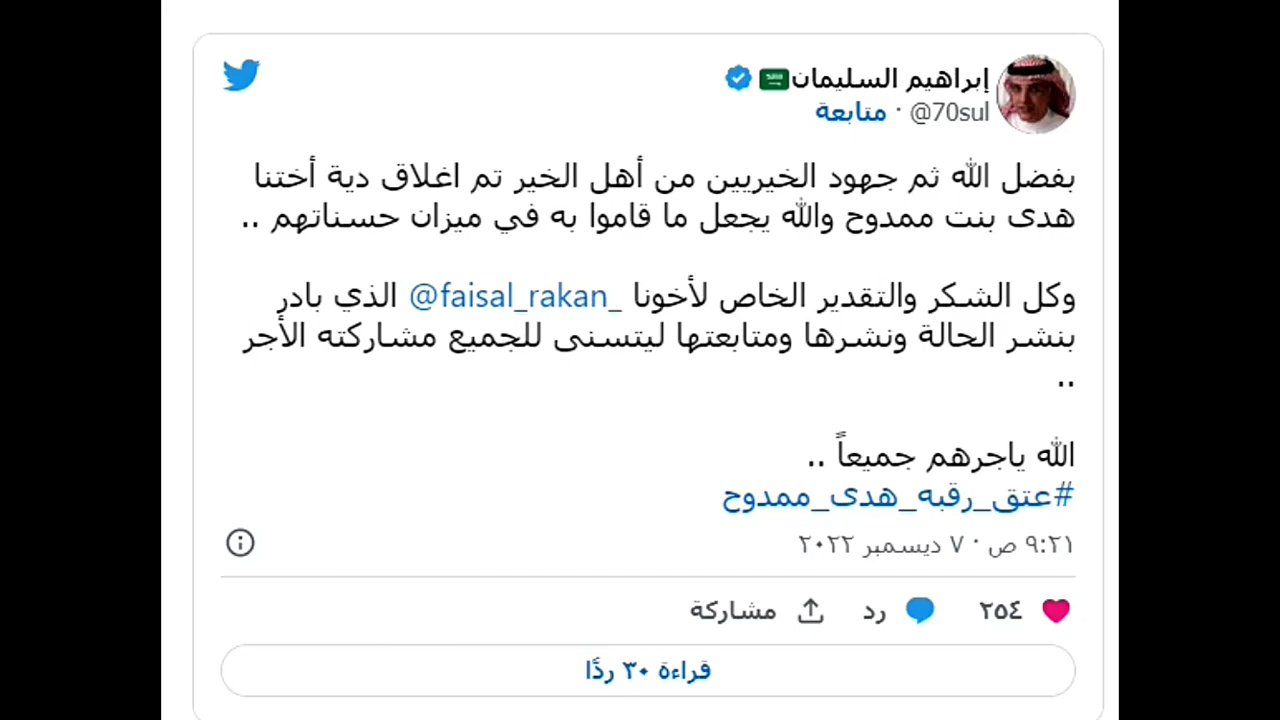 إبراهيم السليمان🇸🇦
@70sul · متابعة
بفضل الله ثم جهود الخيريين من أهل الخير تم اغلاق دية أختنا
هدى بنت ممدوح والله يجعل ما قاموا به في ميزان حسناتهم ..
وكل الشكر والتقدير الخاص لأخونا @faisal_rakan_ الذي بادر
بنشر الحالة ونشرها ومتابعتها ليتسنى للجميع مشاركته الأجر
..
الله ياجرهم جميعاً ..
#عتق_رقبه_هدى_ممدوح
٩:٢١ ص · ٧ ديسمبر ٢٠٢٢
٢٥٤ رد مشاركة
قراءة ٣٠ ردًا